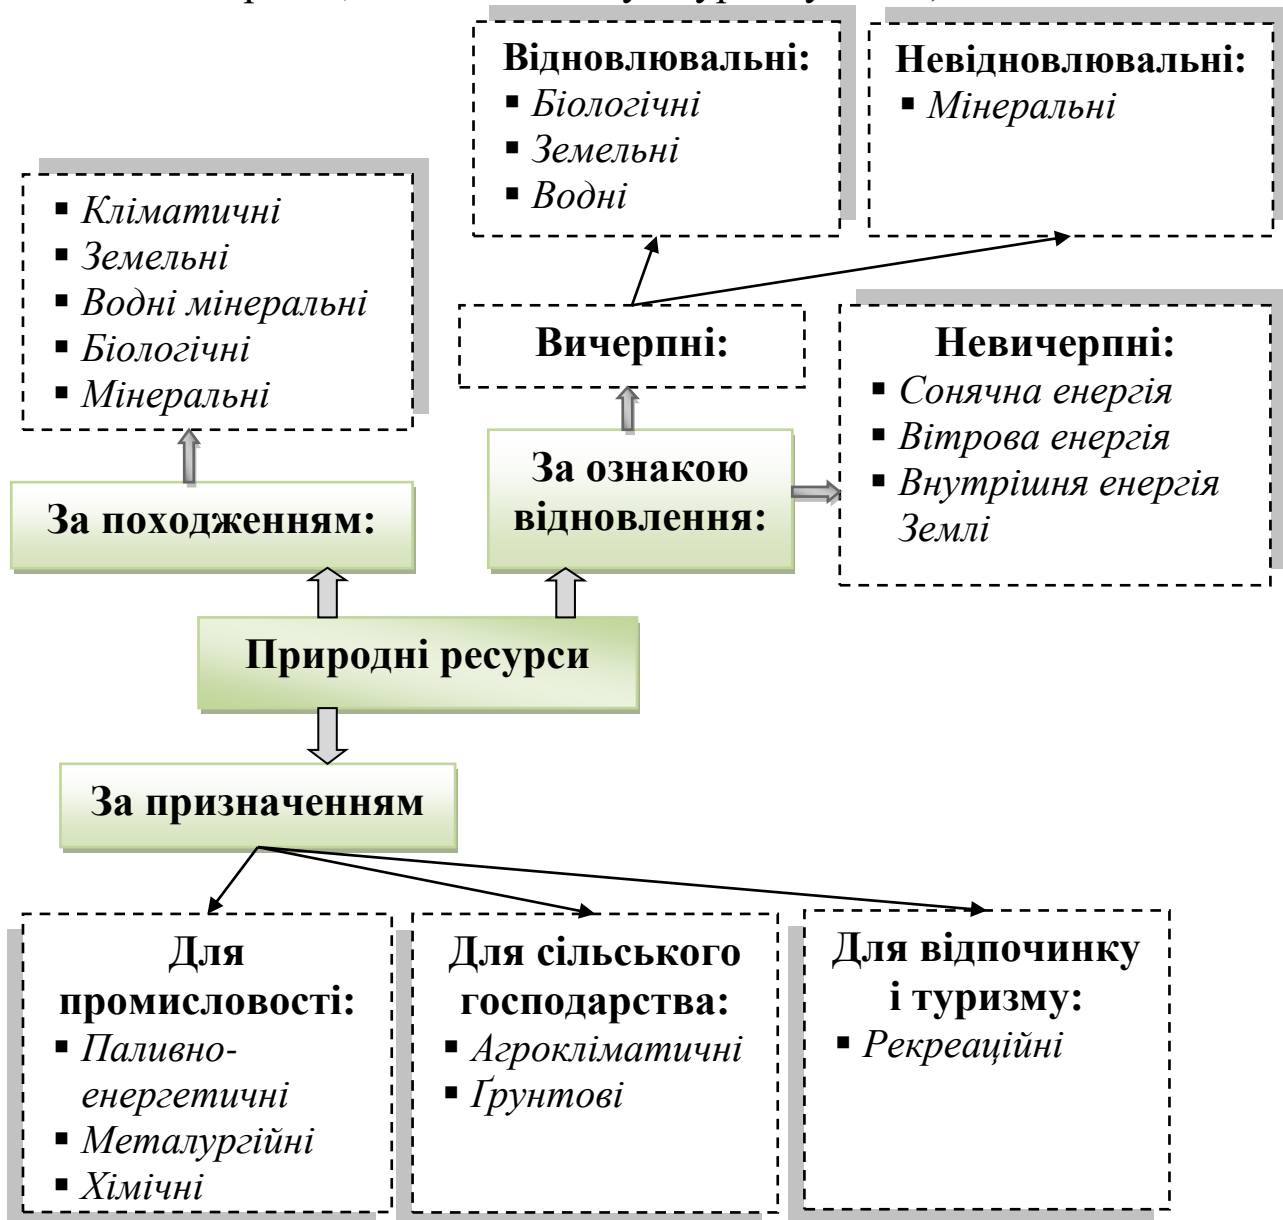 Відновлювальні:
▪ Біологічні
▪ Земельні
▪ Водні
Невідновлювальні:
▪ Мінеральні
▪ Кліматичні
▪ Земельні
▪ Водні мінеральні
▪ Біологічні
▪ Мінеральні
Вичерпні:
Невичерпні:
▪ Сонячна енергія
▪ Вітрова енергія
▪ Внутрішня енергія
Землі
За походженням:
За ознакою
відновлення:
Природні ресурси
За призначенням
Для
промисловості:
▪ Паливно-
енергетичні
▪ Металургійні
▪ Хімічні
Для сільського
господарства:
▪ Агрокліматичні
▪ Ґрунтові
Для відпочинку
і туризму:
▪ Рекреаційні